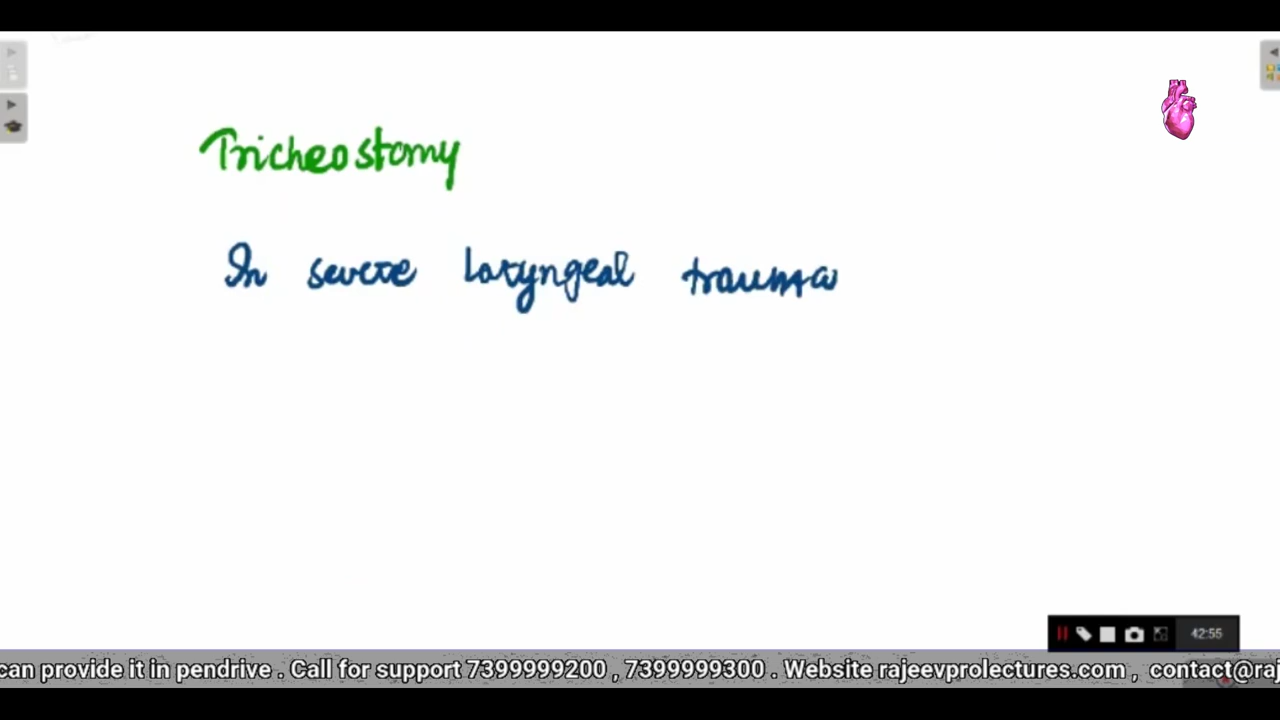 Tricheostomy
In severe laryngeal trauma
42:55
can provide it in pendrive . Call for support 7399999200 , 7399999300 . Website rajeevprolectures.com , contact@raj